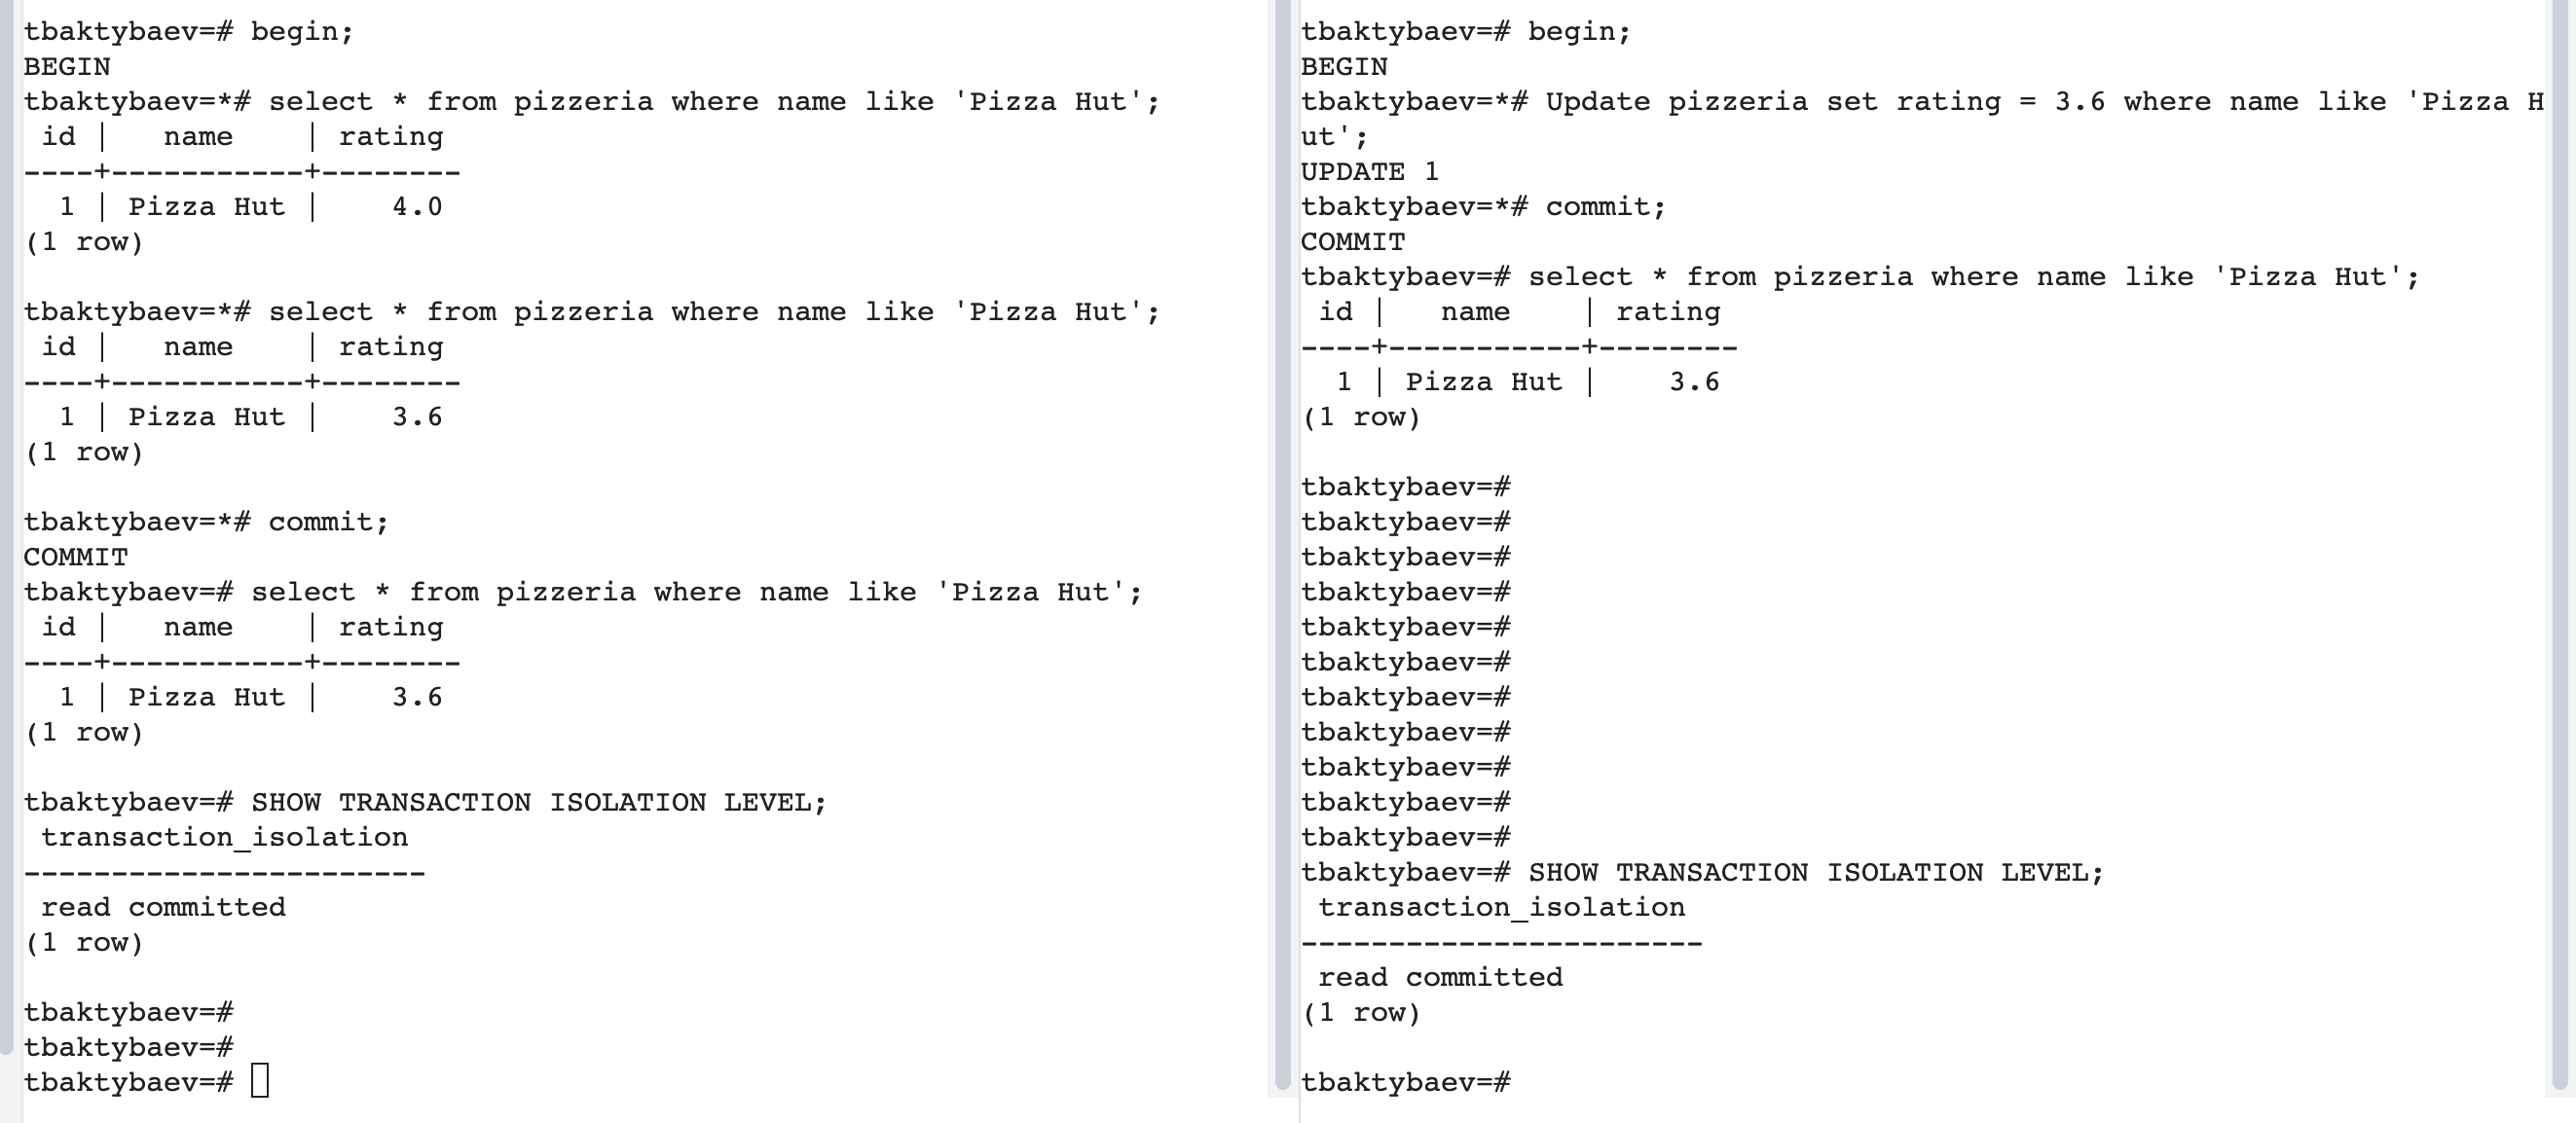 tbaktybaev=# begin;
BEGIN
tbaktybaev=*# select * from pizzeria where name like 'Pizza Hut';
 id |   name    | rating
----+-----------+--------
  1 | Pizza Hut |    4.0
(1 row)

tbaktybaev=*# select * from pizzeria where name like 'Pizza Hut';
 id |   name    | rating
----+-----------+--------
  1 | Pizza Hut |    3.6
(1 row)

tbaktybaev=*# commit;
COMMIT
tbaktybaev=# select * from pizzeria where name like 'Pizza Hut';
 id |   name    | rating
----+-----------+--------
  1 | Pizza Hut |    3.6
(1 row)

tbaktybaev=# SHOW TRANSACTION ISOLATION LEVEL;
 transaction_isolation
-----------------------
 read committed
(1 row)

tbaktybaev=#
tbaktybaev=#
tbaktybaev=#
tbaktybaev=# begin;
BEGIN
tbaktybaev=*# Update pizzeria set rating = 3.6 where name like 'Pizza H
ut';
UPDATE 1
tbaktybaev=*# commit;
COMMIT
tbaktybaev=# select * from pizzeria where name like 'Pizza Hut';
 id |   name    | rating
----+-----------+--------
  1 | Pizza Hut |    3.6
(1 row)

tbaktybaev=#
tbaktybaev=#
tbaktybaev=#
tbaktybaev=#
tbaktybaev=#
tbaktybaev=#
tbaktybaev=#
tbaktybaev=#
tbaktybaev=#
tbaktybaev=#
tbaktybaev=#
tbaktybaev=# SHOW TRANSACTION ISOLATION LEVEL;
 transaction_isolation
-----------------------
 read committed
(1 row)

tbaktybaev=#